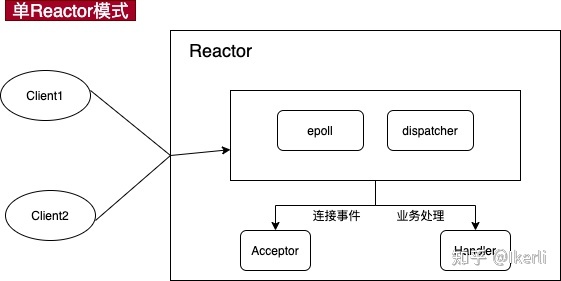 单Reactor模式
Reactor
Client1
epoll
dispatcher
Client2
连接事件
业务处理
Acceptor
Handler
知乎 @Ikerli